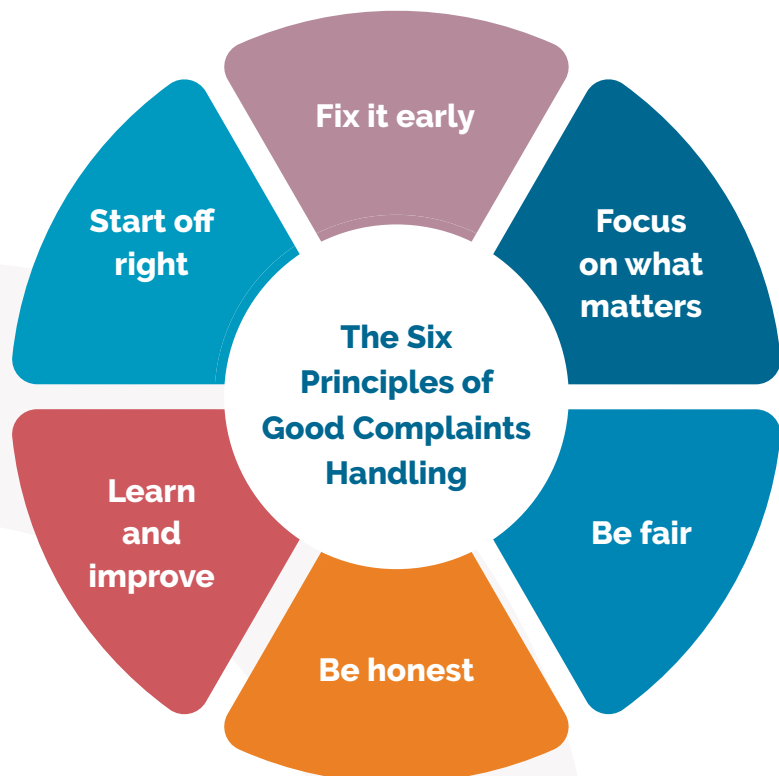 Fix it early
Start off
right
Focus
on what
matters
The Six
Principles of
Good Complaints
Handling
Learn
and
improve
Be fair
Be honest